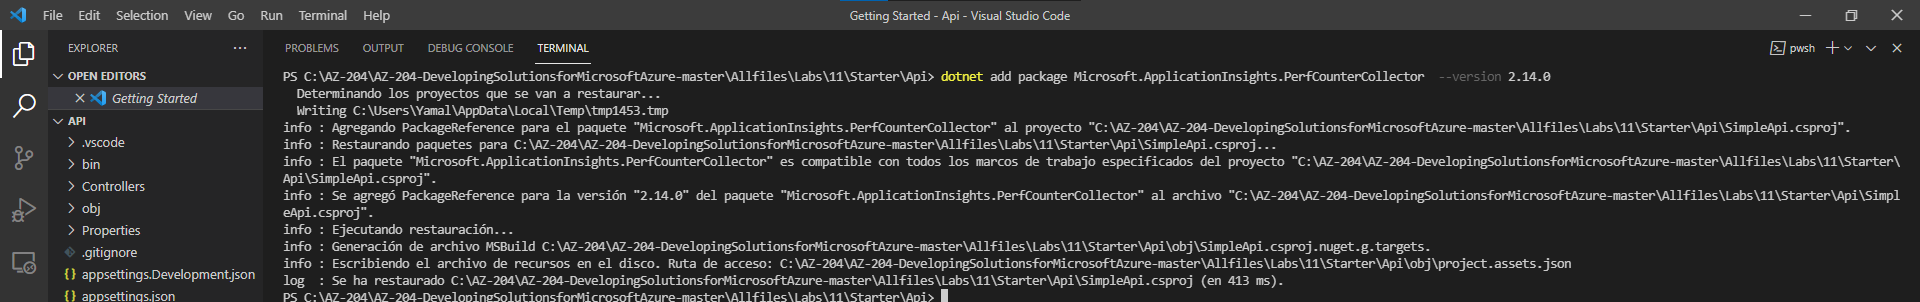 File Edit Selection View Go Run Terminal Help Getting Started - Api - Visual Studio Code
EXPLORER ...
OPEN EDITORS
Getting Started
API
.vscode
bin
Controllers
obj
Properties
.gitignore
{} appsettings.Development.json
{} appsettings.json
PROBLEMS OUTPUT DEBUG CONSOLE TERMINAL pwsh
PS C:\AZ-204\AZ-204-DevelopingSolutionsforMicrosoftAzure-master\Allfiles\Labs\11\Starter\Api> dotnet add package Microsoft.ApplicationInsights.PerfCounterCollector --version 2.14.0
Determinando los proyectos que se van a restaurar...
Writing C:\Users\Yamal\AppData\Local\Temp\tmp1453.tmp
info : Agregando PackageReference para el paquete "Microsoft.ApplicationInsights.PerfCounterCollector" al proyecto "C:\AZ-204\AZ-204-DevelopingSolutionsforMicrosoftAzure-master\Allfiles\Labs\11\Starter\Api\SimpleApi.csproj".
info : Restaurando paquetes para C:\AZ-204\AZ-204-DevelopingSolutionsforMicrosoftAzure-master\Allfiles\Labs\11\Starter\Api\SimpleApi.csproj...
info : El paquete "Microsoft.ApplicationInsights.PerfCounterCollector" es compatible con todos los marcos de trabajo especificados del proyecto "C:\AZ-204\AZ-204-DevelopingSolutionsforMicrosoftAzure-master\Allfiles\Labs\11\Starter\
Api\SimpleApi.csproj".
info : Se agregó PackageReference para la versión "2.14.0" del paquete "Microsoft.ApplicationInsights.PerfCounterCollector" al archivo "C:\AZ-204\AZ-204-DevelopingSolutionsforMicrosoftAzure-master\Allfiles\Labs\11\Starter\Api\Simpl
eApi.csproj".
info : Ejecutando restauración...
info : Generación de archivo MSBuild C:\AZ-204\AZ-204-DevelopingSolutionsforMicrosoftAzure-master\Allfiles\Labs\11\Starter\Api\obj\SimpleApi.csproj.nuget.g.targets.
info : Escribiendo el archivo de recursos en el disco. Ruta de acceso: C:\AZ-204\AZ-204-DevelopingSolutionsforMicrosoftAzure-master\Allfiles\Labs\11\Starter\Api\obj\project.assets.json
log : Se ha restaurado C:\AZ-204\AZ-204-DevelopingSolutionsforMicrosoftAzure-master\Allfiles\Labs\11\Starter\Api\SimpleApi.csproj (en 413 ms).
PS C:\AZ-204\AZ-204-DevelopingSolutionsforMicrosoftAzure-master\Allfiles\Labs\11\Starter\Api>